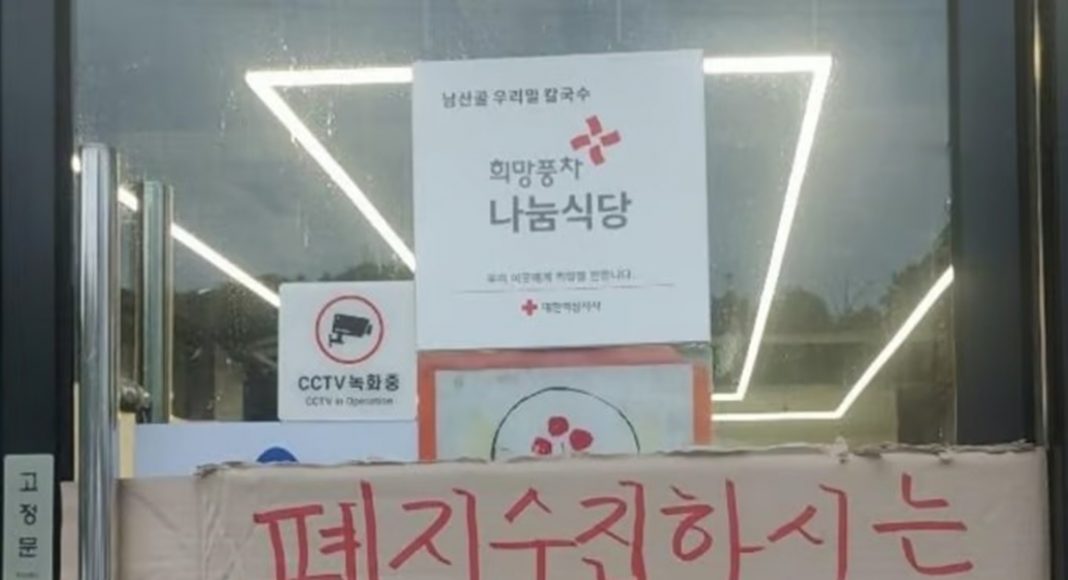 남산골 우리밀 칼국수
희망풍차
나눔식당
우리 이웃에게 희망을 전합니다.
대한적십자사
CCTV 녹화중
CCTV in Operation
고정문
폐지수집하시는